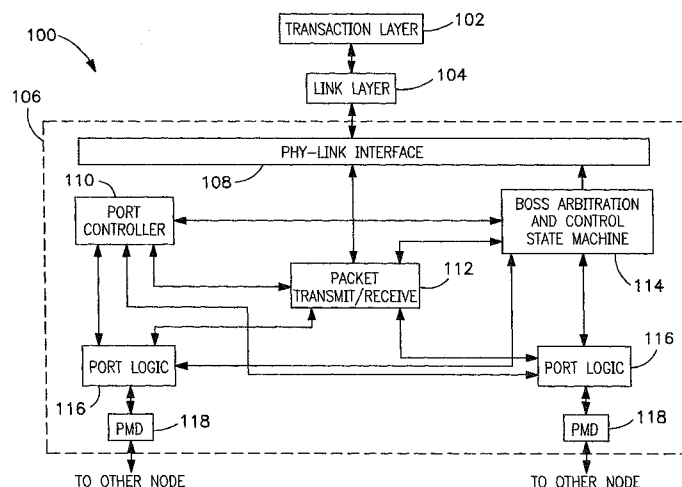 100
TRANSACTION LAYER
102
LINK LAYER
104
106
PHY-LINK INTERFACE
108
110
PORT
CONTROLLER
BOSS ARBITRATION
AND CONTROL
STATE MACHINE
114
PACKET
TRANSMIT/RECEIVE
112
PORT LOGIC
116
PORT LOGIC
116
PMD
118
PMD
118
TO OTHER NODE
TO OTHER NODE